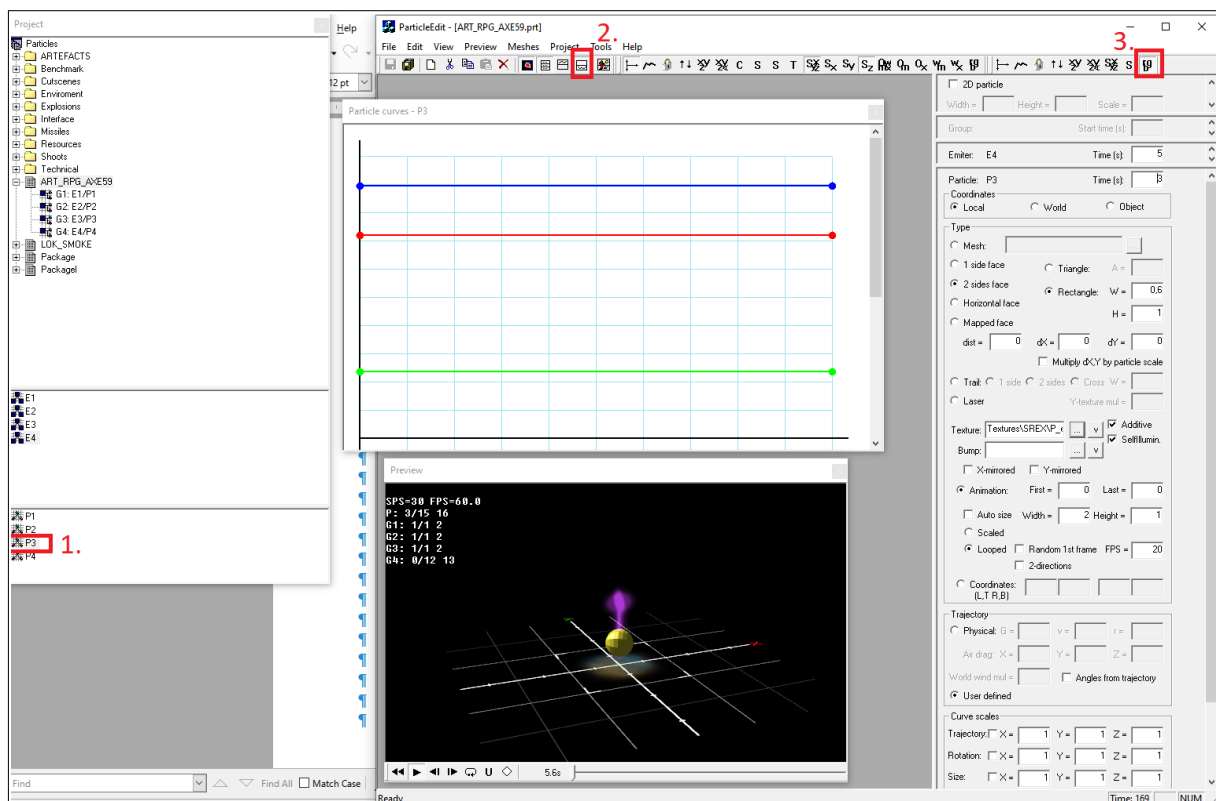 Project
Particles
ARTEFACTS
Benchmark
Cutscenes
Enviroment
Explosions
Interface
Missiles
Resources
Shoots
Technical
ART_RPG_AXE59
G1: E1/P1
G2: E2/P2
G3: E3/P3
G4: E4/P4
LOK_SMOKE
Package
PackageI
E1
E2
E3
E4
P1
P2
P3
P4
1.
Help
12 pt
Find
Find All
Match Case
ParticleEdit - [ART_RPG_AXE59.prt]
2.
3.
File Edit View Preview Meshes Project Tools Help
C S S T
Particle curves - P3
Preview
SPS=30 FPS=60.0
P: 3/15 16
G1: 1/1 2
G2: 1/1 2
G3: 1/1 2
G4: 0/12 13
U
5.6s
Ready
Time: 169 NUM
2D particle
Width = Height = Scale =
Group: Start time (s):
Emiter: E4 Time (s): 5
Particle: P3 Time (s): 3
Coordinates
Local World Object
Type
Mesh: ...
1 side face Triangle: A =
2 sides face Rectangle: W = 0,6
Horizontal face H = 1
Mapped face
dist = 0 dX = 0 dY = 0
Multiply dX,Y by particle scale
Trail: 1 side 2 sides Cross W =
Laser Y-texture mul =
Texture: Textures\SREX\P_ ... v Additive
SelfIllumin.
Bump: ... v
X-mirrored Y-mirrored
Animation: First = 0 Last = 0
Auto size Width = 2 Height = 1
Scaled
Looped Random 1st frame FPS = 20
2-directions
Coordinates:
(L,T R,B)
Trajectory
Physical: G = v = r =
Air drag: X = Y = Z =
World wind mul = Angles from trajectory
User defined
Curve scales
Trajectory: X = 1 Y = 1 Z = 1
Rotation: X = 1 Y = 1 Z = 1
Size: X = 1 Y = 1 Z = 1